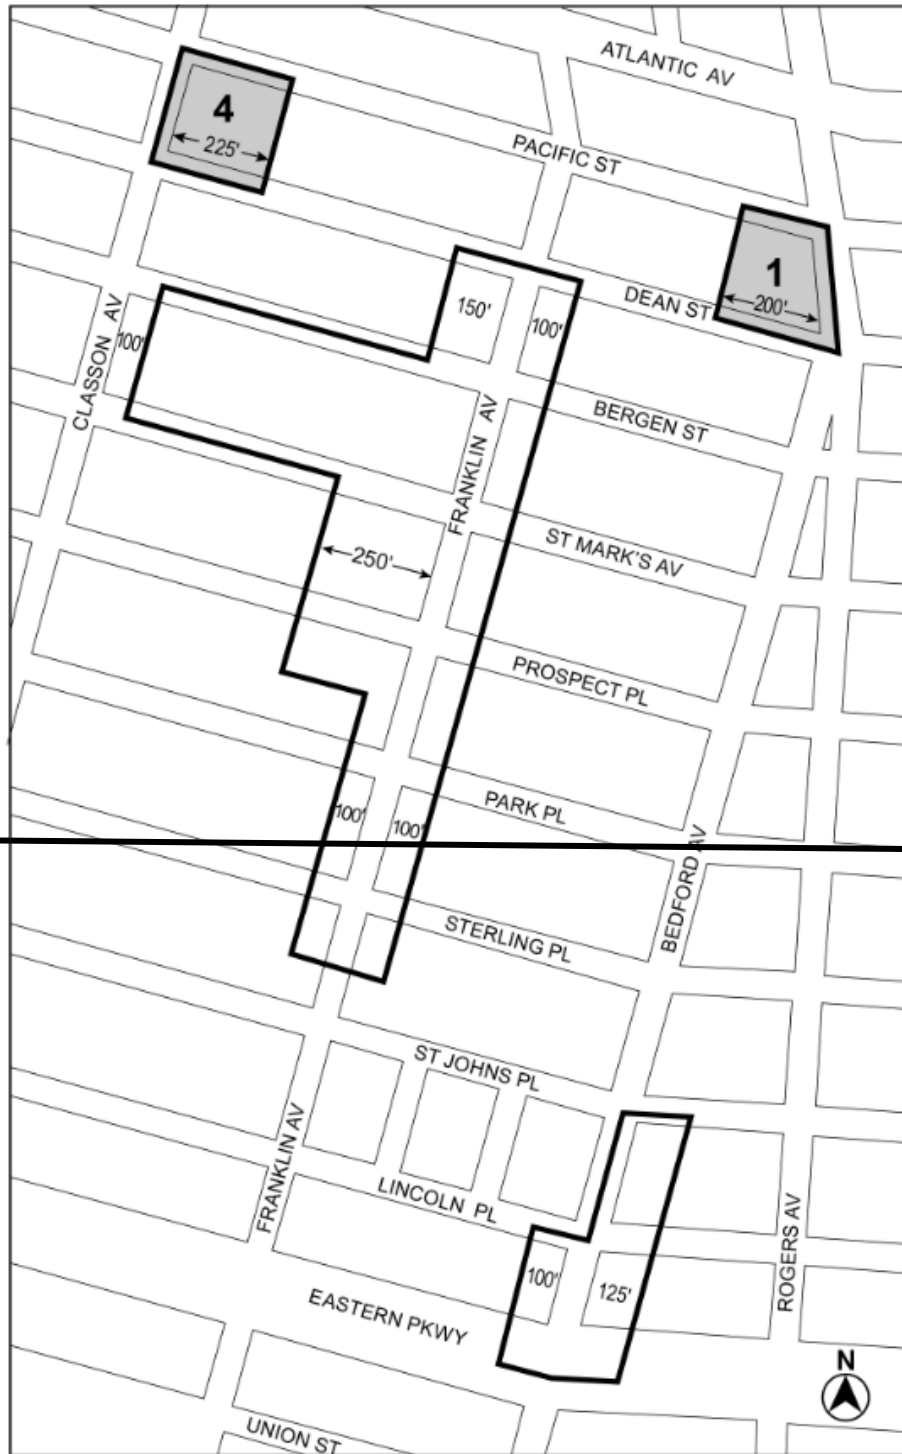 ATLANTIC AV
4
225'
PACIFIC ST
1
200'
DEAN ST
150'
100'
100'
CLASSON AV
BERGEN ST
FRANKLIN AV
ST MARK'S AV
250'
PROSPECT PL
PARK PL
100'
100'
BEDFORD AV
STERLING PL
ST JOHNS PL
FRANKLIN AV
LINCOLN PL
ROGERS AV
100'
125'
EASTERN PKWY
N
UNION ST